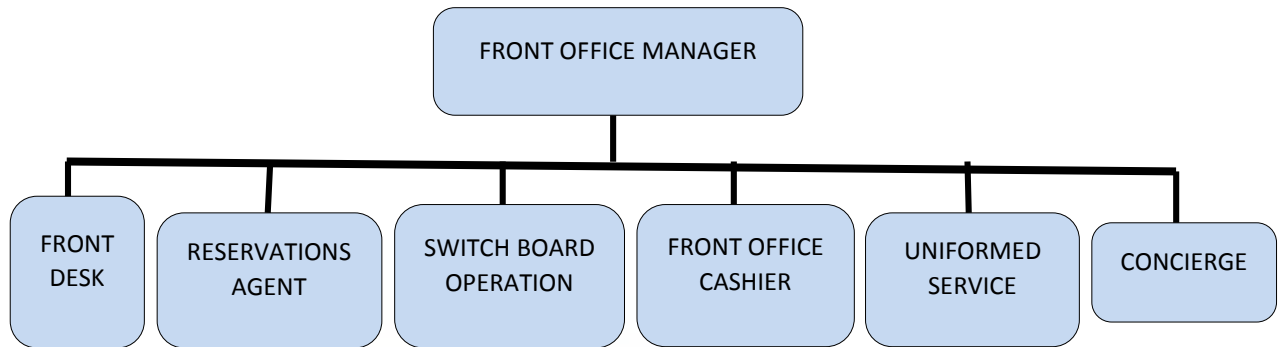 FRONT OFFICE MANAGER
FRONT
DESK
RESERVATIONS
AGENT
SWITCH BOARD
OPERATION
FRONT OFFICE
CASHIER
UNIFORMED
SERVICE
CONCIERGE